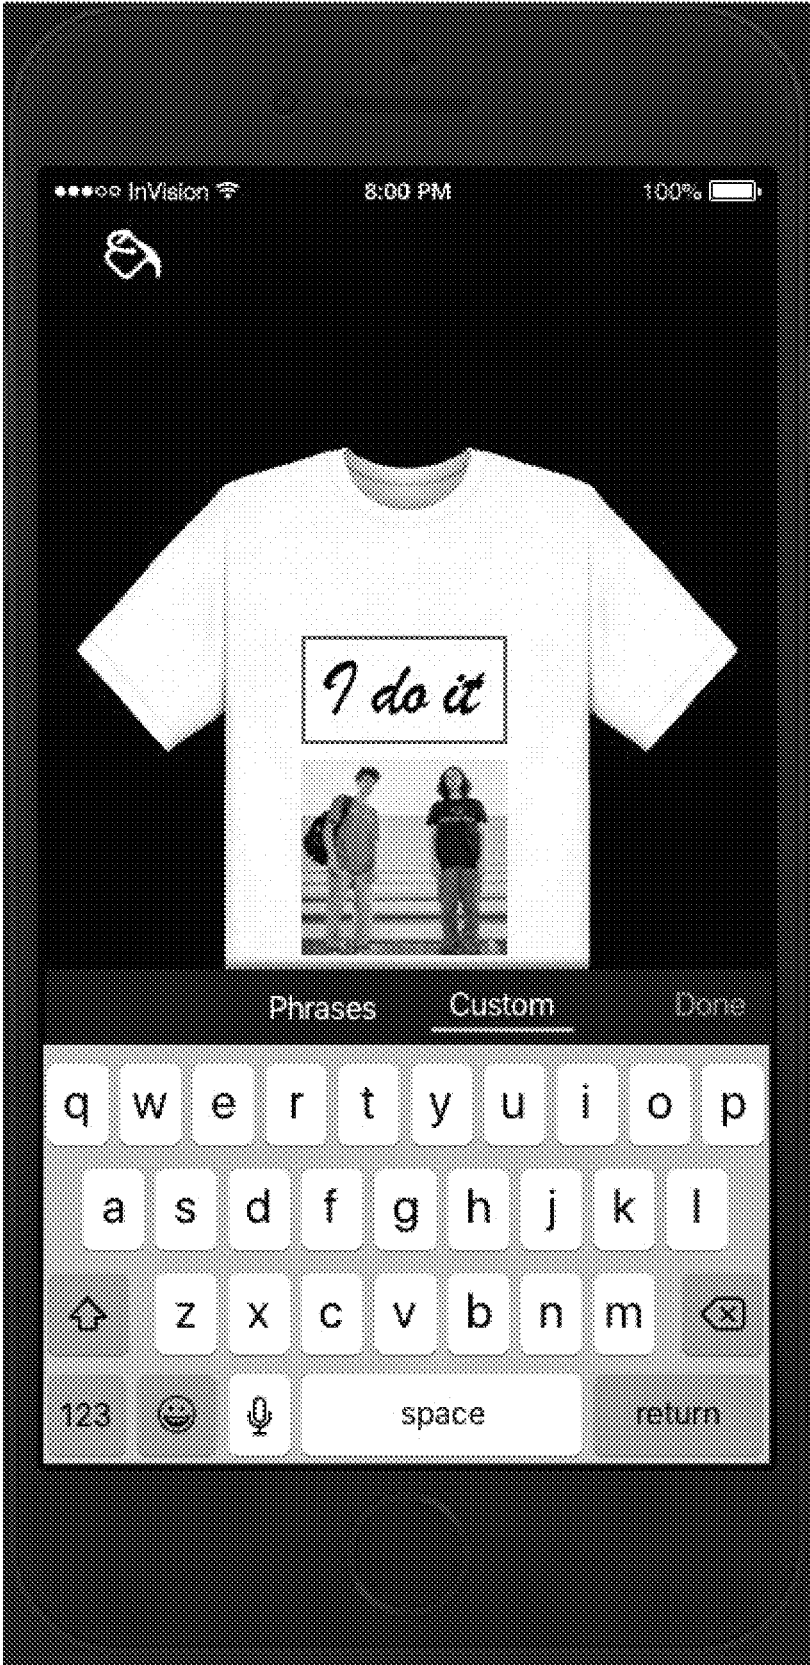 InVision 8:00 PM 100%
I do it
Phrases Custom Done
q w e r t y u i o p
a s d f g h j k l
z x c v b n m
123 space return